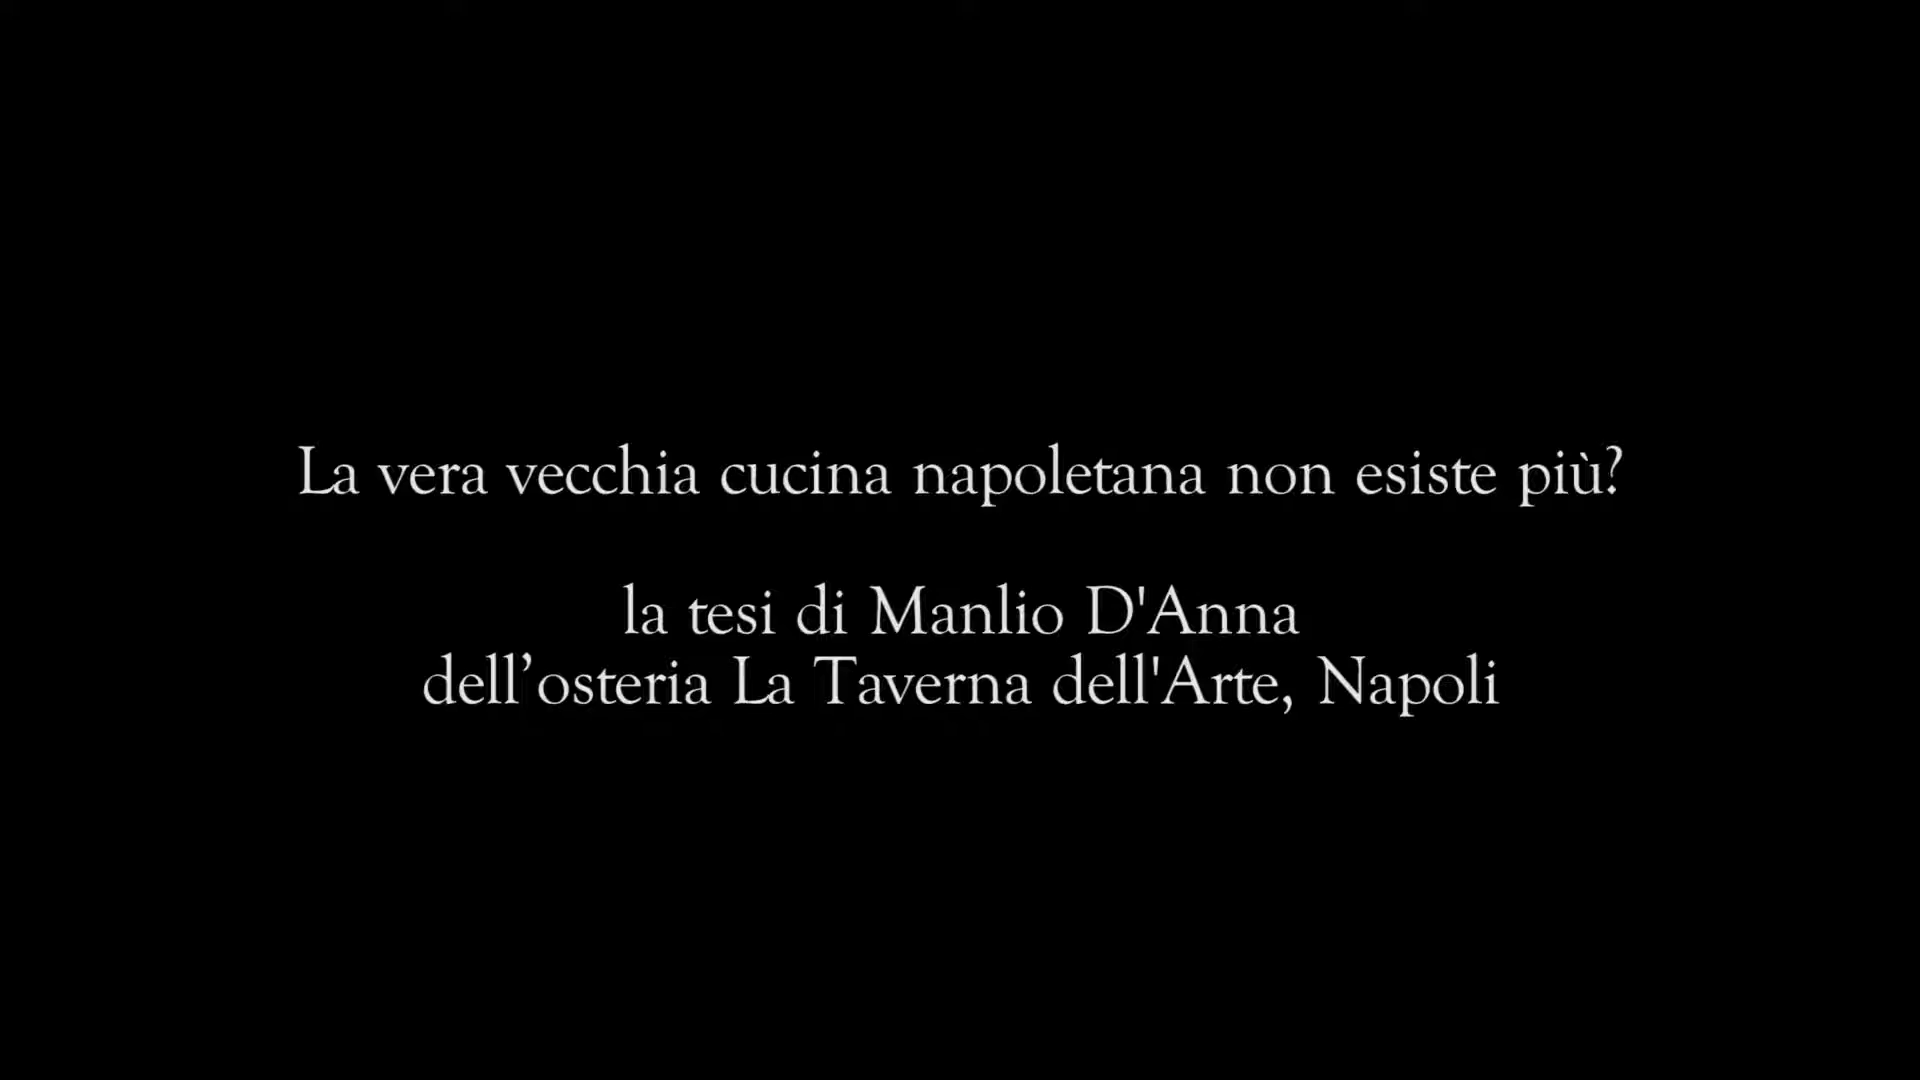 La vera vecchia cucina napoletana non esiste più?
la tesi di Manlio D'Anna
dell’osteria La Taverna dell'Arte, Napoli